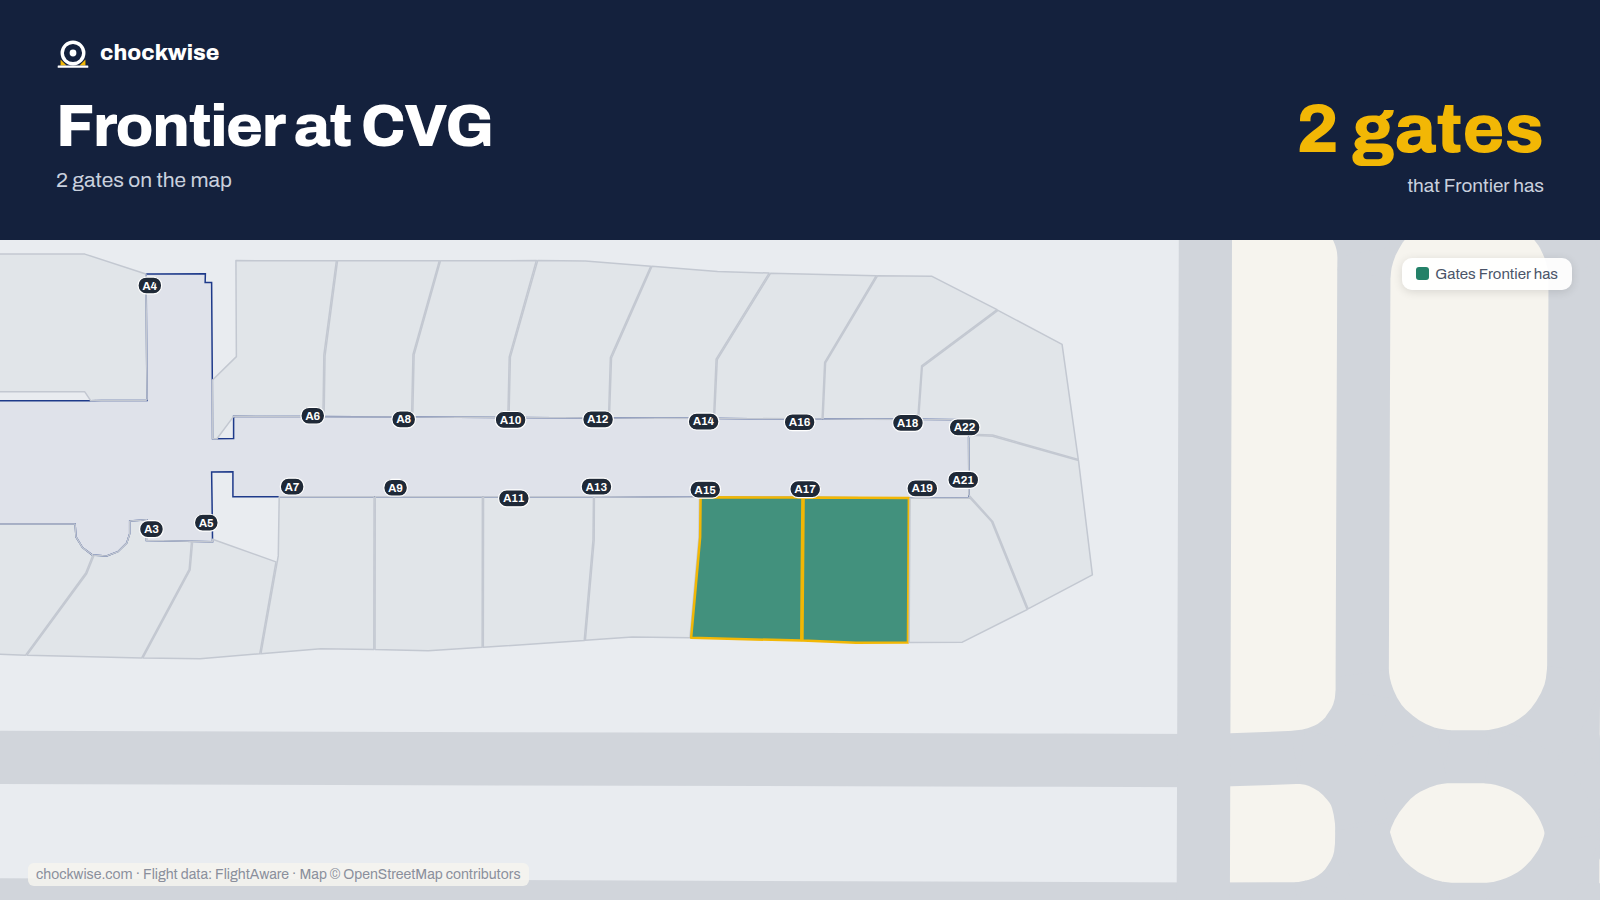 chockwise
Frontier at CVG
2 gates on the map
2 gates
that Frontier has
Gates Frontier has
A4
A6
A8
A10
A12
A14
A16
A18
A22
A21
A7
A9
A11
A13
A15
A17
A19
A3
A5
chockwise.com · Flight data: FlightAware · Map © OpenStreetMap contributors